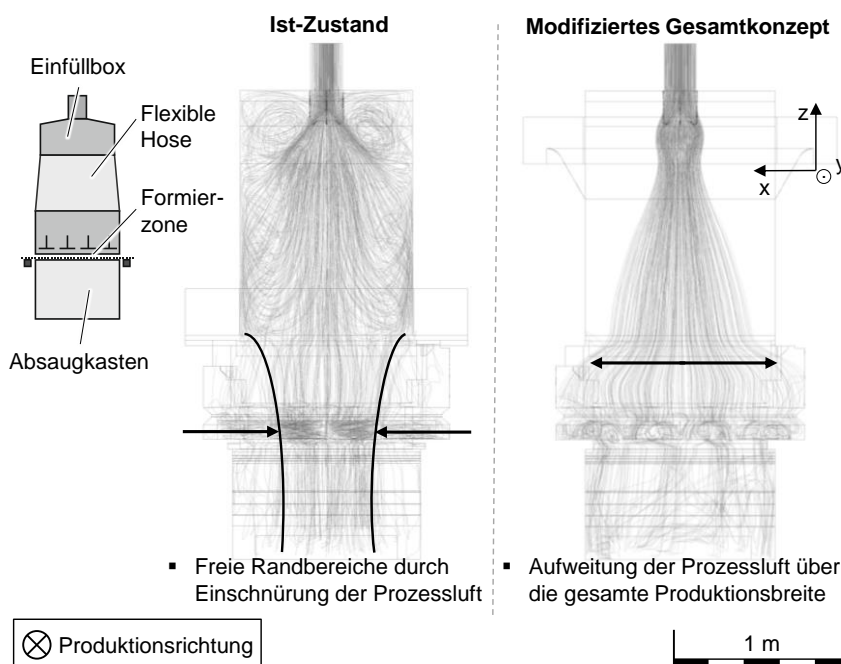 Ist-Zustand
Modifiziertes Gesamtkonzept
Einfüllbox
Flexible
Hose
Formier-
zone
Absaugkasten
z
y
x
▪ Freie Randbereiche durch
Einschnürung der Prozessluft
▪ Aufweitung der Prozessluft über
die gesamte Produktionsbreite
Produktionsrichtung
1 m